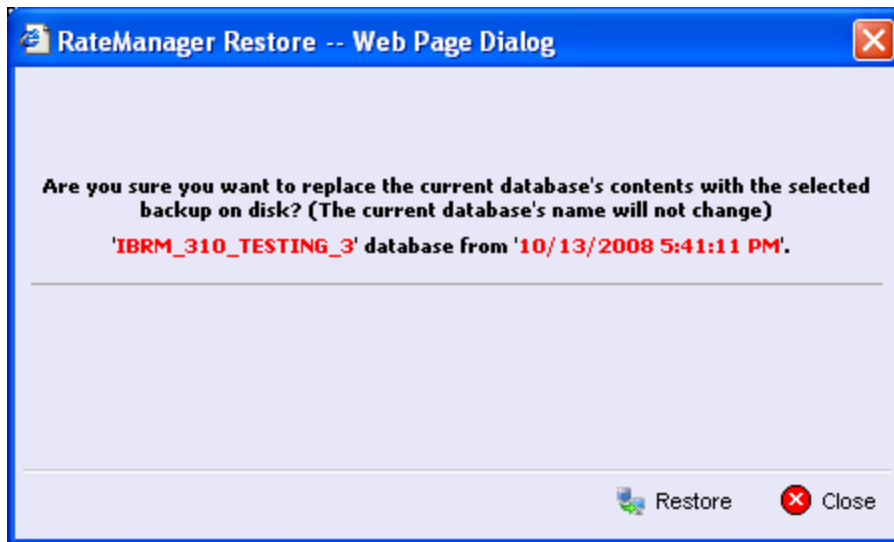 RateManager Restore -- Web Page Dialog
Are you sure you want to replace the current database's contents with the selected
backup on disk? (The current database's name will not change)
'IBRM_310_TESTING_3' database from '10/13/2008 5:41:11 PM'.
Restore Close